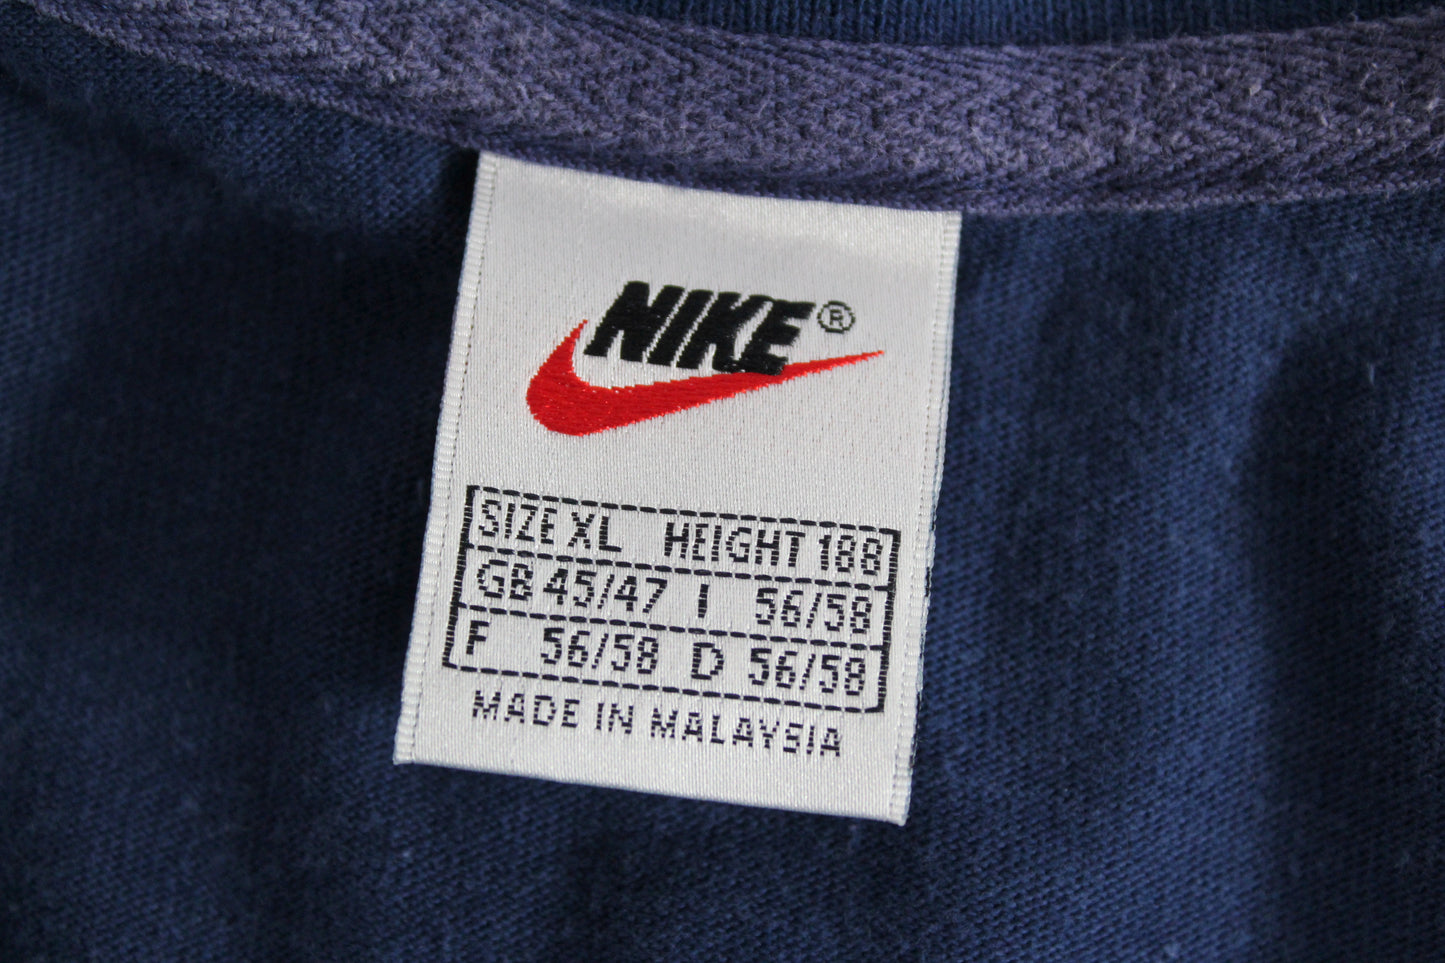 NIKE®
SIZE XL HEIGHT 188
GB 45/47 I 56/58
F 56/58 D 56/58
MADE IN MALAYSIA